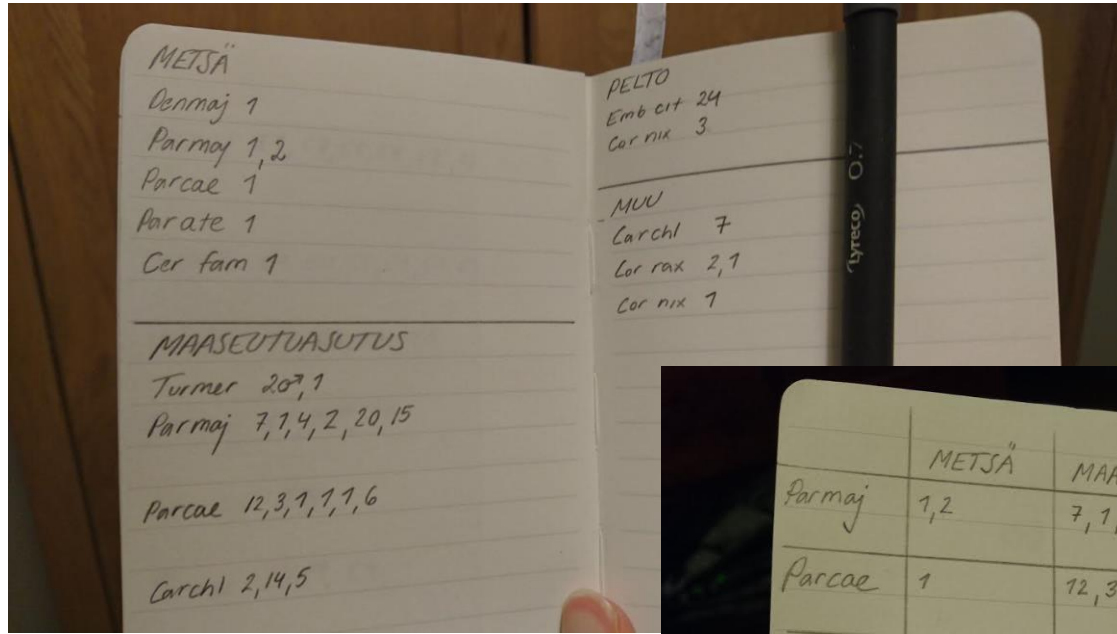 METSÄ
Denmaj 1
Parmaj 1,2
Parcae 1
Parate 1
Cer fam 1
MAASEUTUASUTUS
Turmer 2♂,1
Parmaj 7,1,4,2,20,15
Parcae 12,3,1,1,1,6
Carchl 2,14,5
PELTO
Emb cit 24
Cor nix 3
MUU
Carchl 7
Cor rax 2,1
Cor nix 1
Lyreco 0.7
METSÄ MAA
Parmaj 1,2 7,1,
Parcae 1 12,3